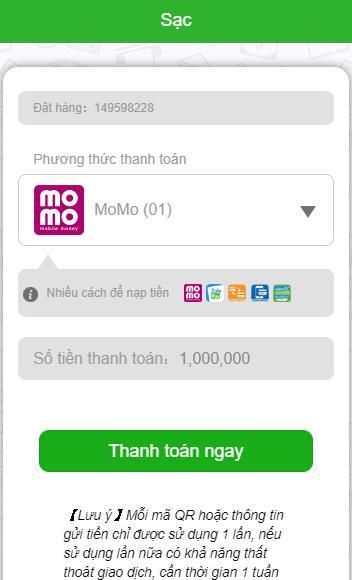 Sạc
Đặt hàng：149598228
Phương thức thanh toán
mo
mo
mobile money
MoMo (01)
Nhiều cách để nạp tiền
Số tiền thanh toán：1,000,000
Thanh toán ngay
【Lưu ý】Mỗi mã QR hoặc thông tin
gửi tiền chỉ được sử dụng 1 lần, nếu
sử dụng lần nữa có khả năng thất
thoát giao dịch, cần thời gian 1 tuần